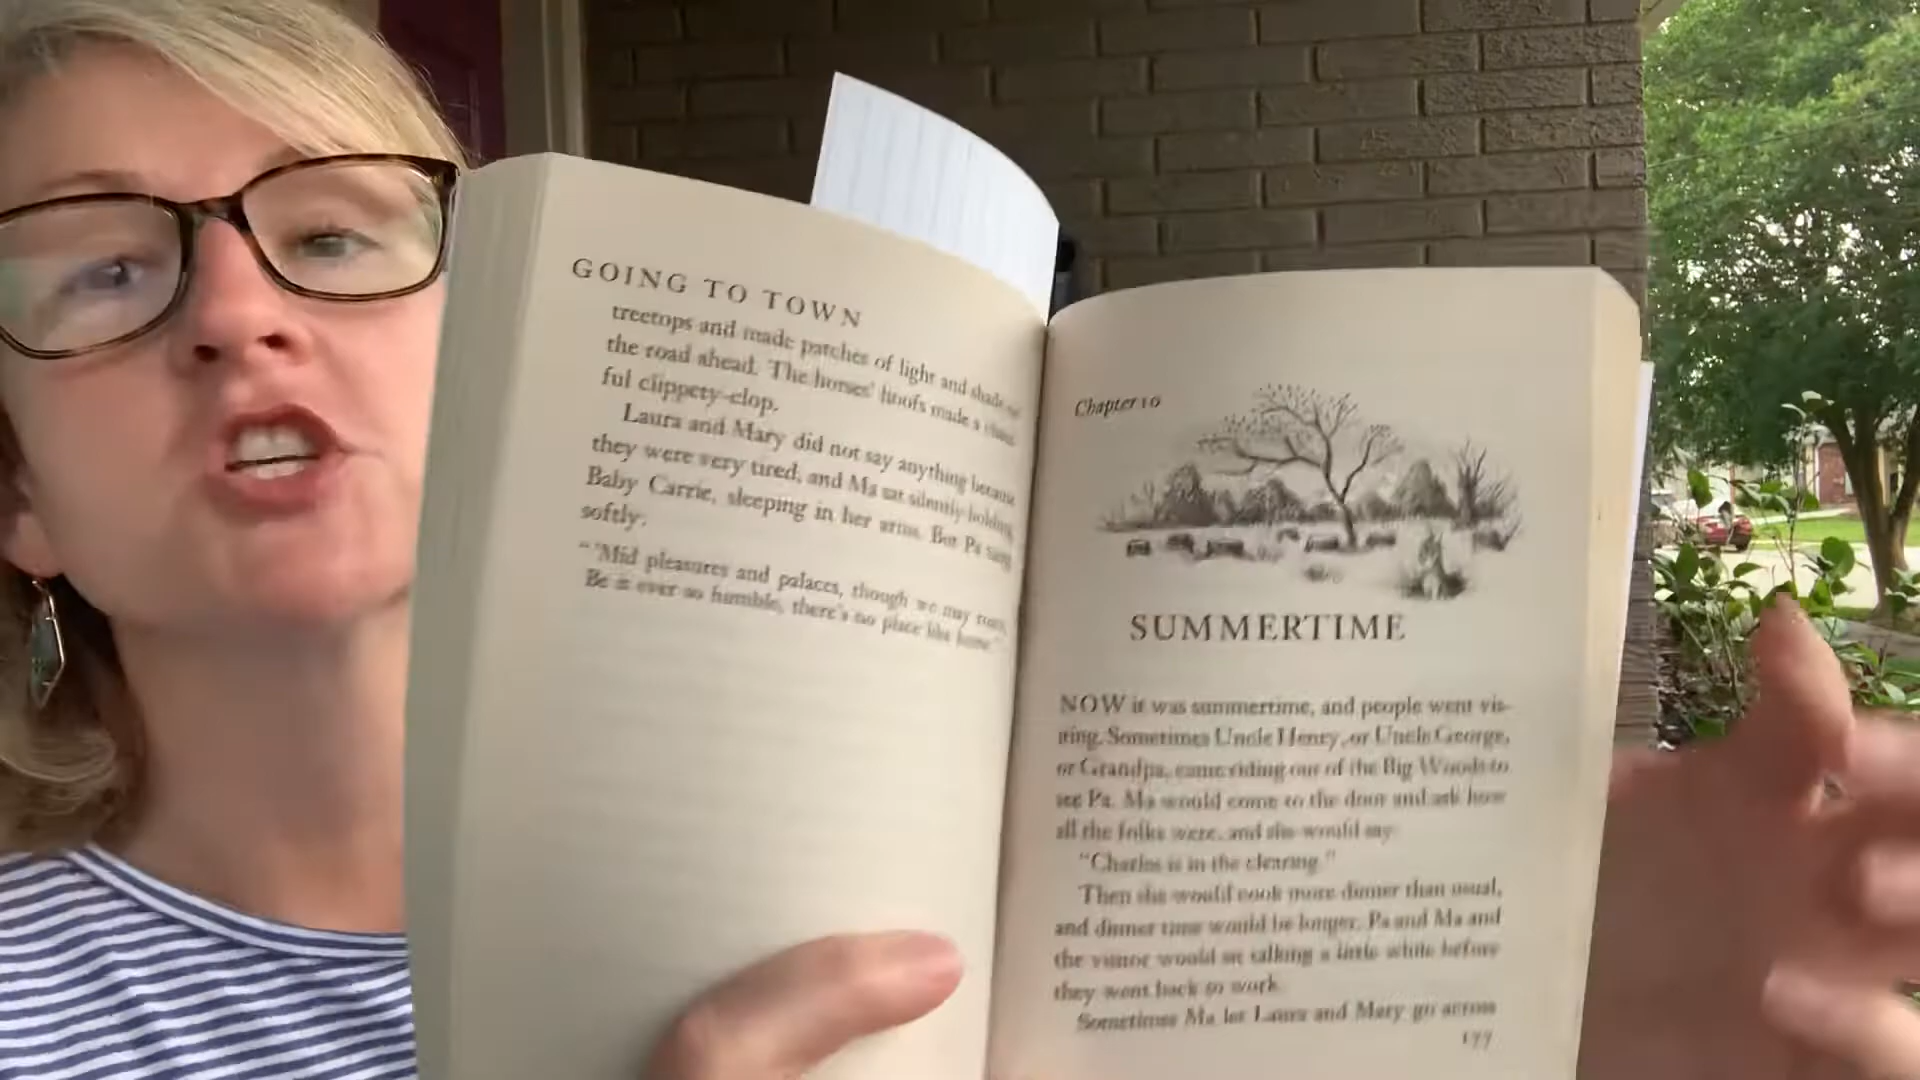 GOING TO TOWN
treetops and made patches of light and shade on
the road ahead. The horses' hoofs made a cheer-
ful clippety-clop.
Laura and Mary did not say anything because
they were very tired, and Ma sat silently holding
Baby Carrie, sleeping in her arms. But Pa sang
softly:
"'Mid pleasures and palaces, though we may roam,
Be it ever so humble, there's no place like home."
Chapter 10
SUMMERTIME
NOW it was summertime, and people went vis-
iting. Sometimes Uncle Henry, or Uncle George,
or Grandpa, came riding out of the Big Woods to
see Pa. Ma would come to the door and ask how
all the folks were, and she would say:
"Charles is in the clearing."
Then she would cook more dinner than usual,
and dinner time would be longer. Pa and Ma and
the visitor would sit talking a little while before
they went back to work.
Sometimes Ma let Laura and Mary go across
177